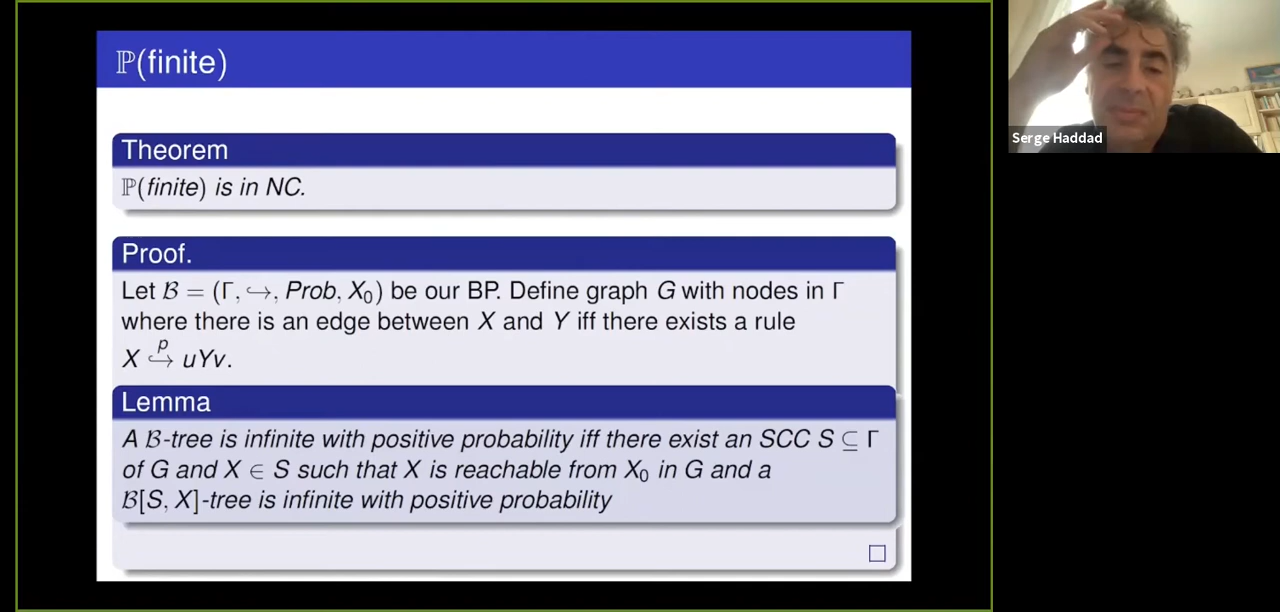 ℙ(finite)
Theorem
ℙ(finite) is in NC.
Proof.
Let ℬ = (Γ, ↪, Prob, X₀) be our BP. Define graph G with nodes in Γ
where there is an edge between X and Y iff there exists a rule
X ↪ᵖ uYv.
Lemma
A ℬ-tree is infinite with positive probability iff there exist an SCC S ⊆ Γ
of G and X ∈ S such that X is reachable from X₀ in G and a
ℬ[S, X]-tree is infinite with positive probability
Serge Haddad